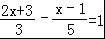 2x+3/3 − x − 1/5 =1